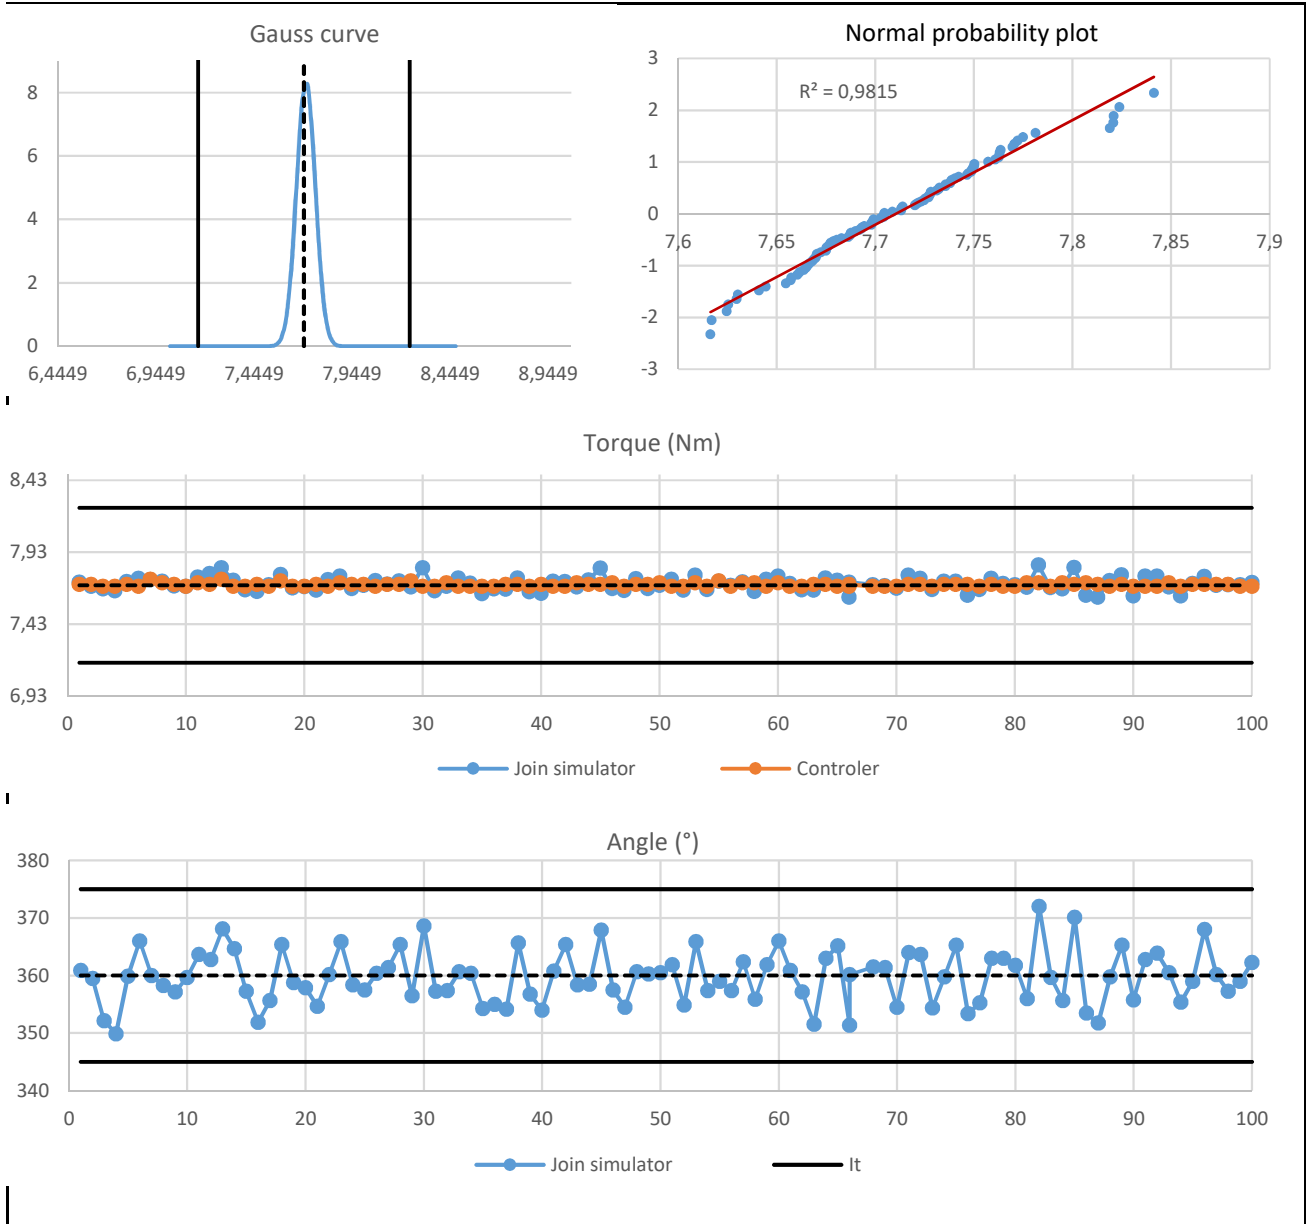 Gauss curve
8
6
4
2
0
6,4449 6,9449 7,4449 7,9449 8,4449 8,9449
Normal probability plot
R² = 0,9815
3
2
1
0
-1
-2
-3
7,6 7,65 7,7 7,75 7,8 7,85 7,9
Torque (Nm)
8,43
7,93
7,43
6,93
0 10 20 30 40 50 60 70 80 90 100
Join simulator Controler
Angle (°)
380
370
360
350
340
0 10 20 30 40 50 60 70 80 90 100
Join simulator It